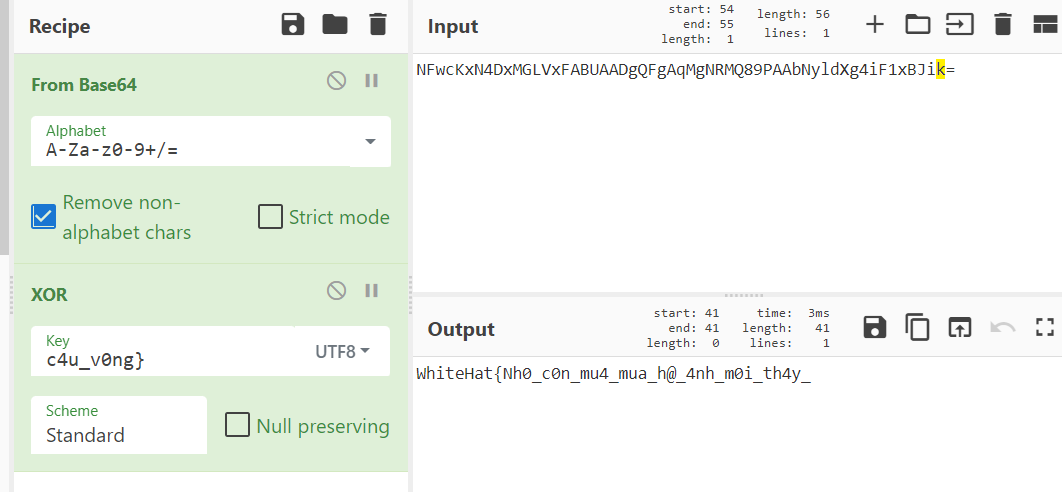 Recipe
From Base64
Alphabet
A-Za-z0-9+/=
Remove non-
alphabet chars
Strict mode
XOR
Key
c4u_v0ng}
UTF8
Scheme
Standard
Null preserving
Input
start: 54
end: 55
length: 1
length: 56
lines: 1
NFwcKxN4DxMGLVxFABUAADgQFgAqMgNRMQ89PAAbNyldXg4iF1xBJik=
Output
start: 41
end: 41
length: 0
time: 3ms
length: 41
lines: 1
WhiteHat{Nh0_c0n_mu4_mua_h@_4nh_m0i_th4y_